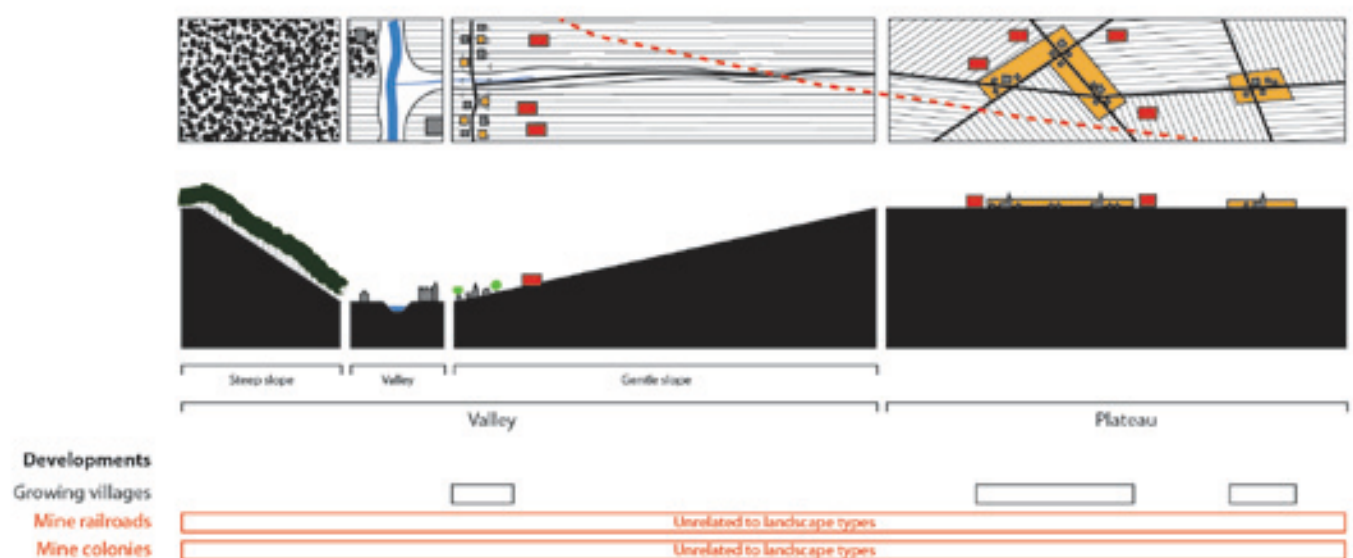 Steep slope
Valley
Gentle slope
Valley
Plateau
Developments
Growing villages
Mine railroads
Unrelated to landscape types
Mine colonies
Unrelated to landscape types